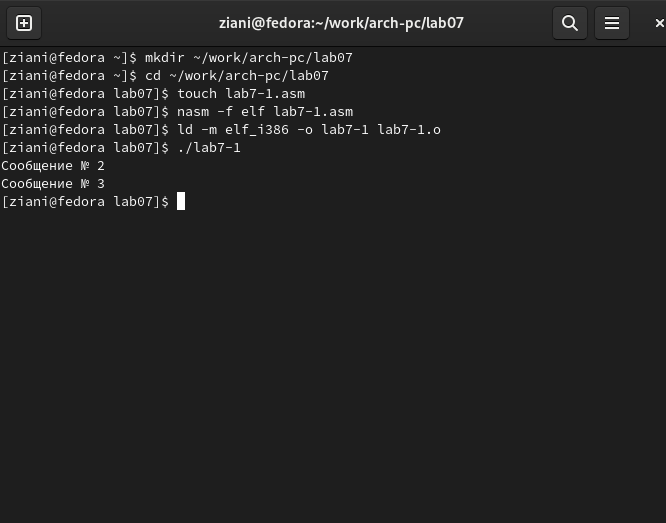 ziani@fedora:~/work/arch-pc/lab07
[ziani@fedora ~]$ mkdir ~/work/arch-pc/lab07
[ziani@fedora ~]$ cd ~/work/arch-pc/lab07
[ziani@fedora lab07]$ touch lab7-1.asm
[ziani@fedora lab07]$ nasm -f elf lab7-1.asm
[ziani@fedora lab07]$ ld -m elf_i386 -o lab7-1 lab7-1.o
[ziani@fedora lab07]$ ./lab7-1
Сообщение № 2
Сообщение № 3
[ziani@fedora lab07]$